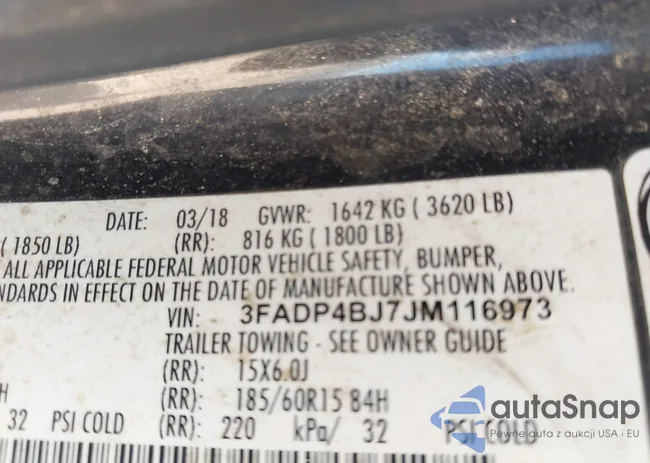 DATE: 03/18 GVWR: 1642 KG ( 3620 LB)
( 1850 LB) (RR): 816 KG ( 1800 LB)
ALL APPLICABLE FEDERAL MOTOR VEHICLE SAFETY, BUMPER,
NDARDS IN EFFECT ON THE DATE OF MANUFACTURE SHOWN ABOVE.
VIN: 3FADP4BJ7JM116973
TRAILER TOWING - SEE OWNER GUIDE
(RR): 15X6.0J
H (RR): 185/60R15 84H
32 PSI COLD (RR): 220 kPa/ 32 PSI COLD
autaSnap
Pewne auta z aukcji USA i EU